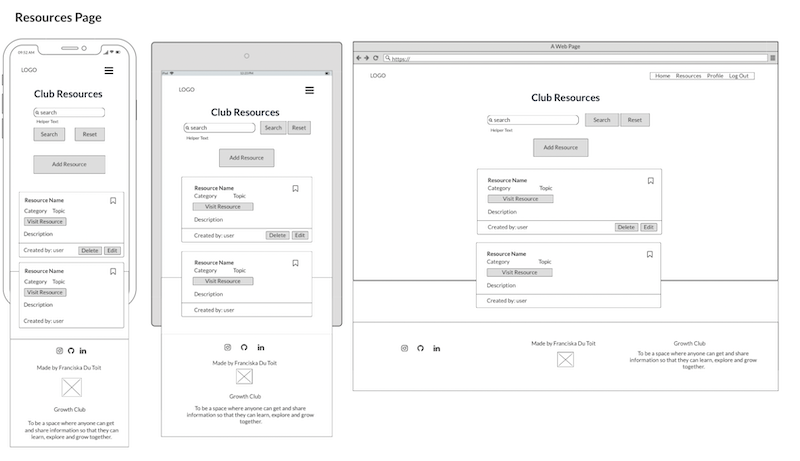 Resources Page
09:52 AM
LOGO
Club Resources
search
Helper Text
Search Reset
Add Resource
Resource Name
Category Topic
Visit Resource
Description
Created by: user Delete Edit
Resource Name
Category Topic
Visit Resource
Description
Created by: user
Made by Franciska Du Toit
Growth Club
To be a space where anyone can get and
share information so that they can
learn, explore and grow together.
iPad
LOGO
Club Resources
search Search Reset
Helper Text
Add Resource
Resource Name
Category Topic
Visit Resource
Description
Created by: user Delete Edit
Resource Name
Category Topic
Visit Resource
Description
Created by: user
Made by Franciska Du Toit
Growth Club
To be a space where anyone can get and share
information so that they can learn, explore and grow
together.
A Web Page
https://
LOGO Home Resources Profile Log Out
Club Resources
search Search Reset
Helper Text
Add Resource
Resource Name
Category Topic
Visit Resource
Description
Created by: user Delete Edit
Resource Name
Category Topic
Visit Resource
Description
Created by: user
Made by Franciska Du Toit
Growth Club
To be a space where anyone can get and share
information so that they can learn, explore and grow
together.